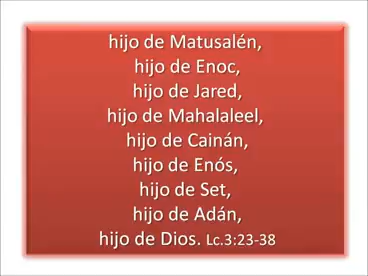 hijo de Matusalén,
hijo de Enoc,
hijo de Jared,
hijo de Mahalaleel,
hijo de Cainán,
hijo de Enós,
hijo de Set,
hijo de Adán,
hijo de Dios. Lc.3:23-38